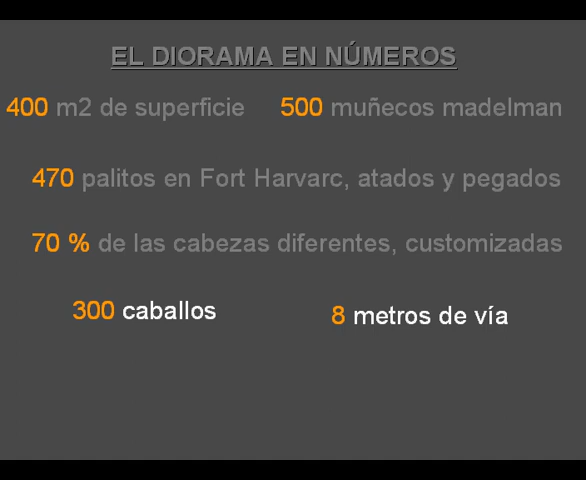 EL DIORAMA EN NÚMEROS
400 m2 de superficie 500 muñecos madelman
470 palitos en Fort Harvarc, atados y pegados
70 % de las cabezas diferentes, customizadas
300 caballos 8 metros de vía